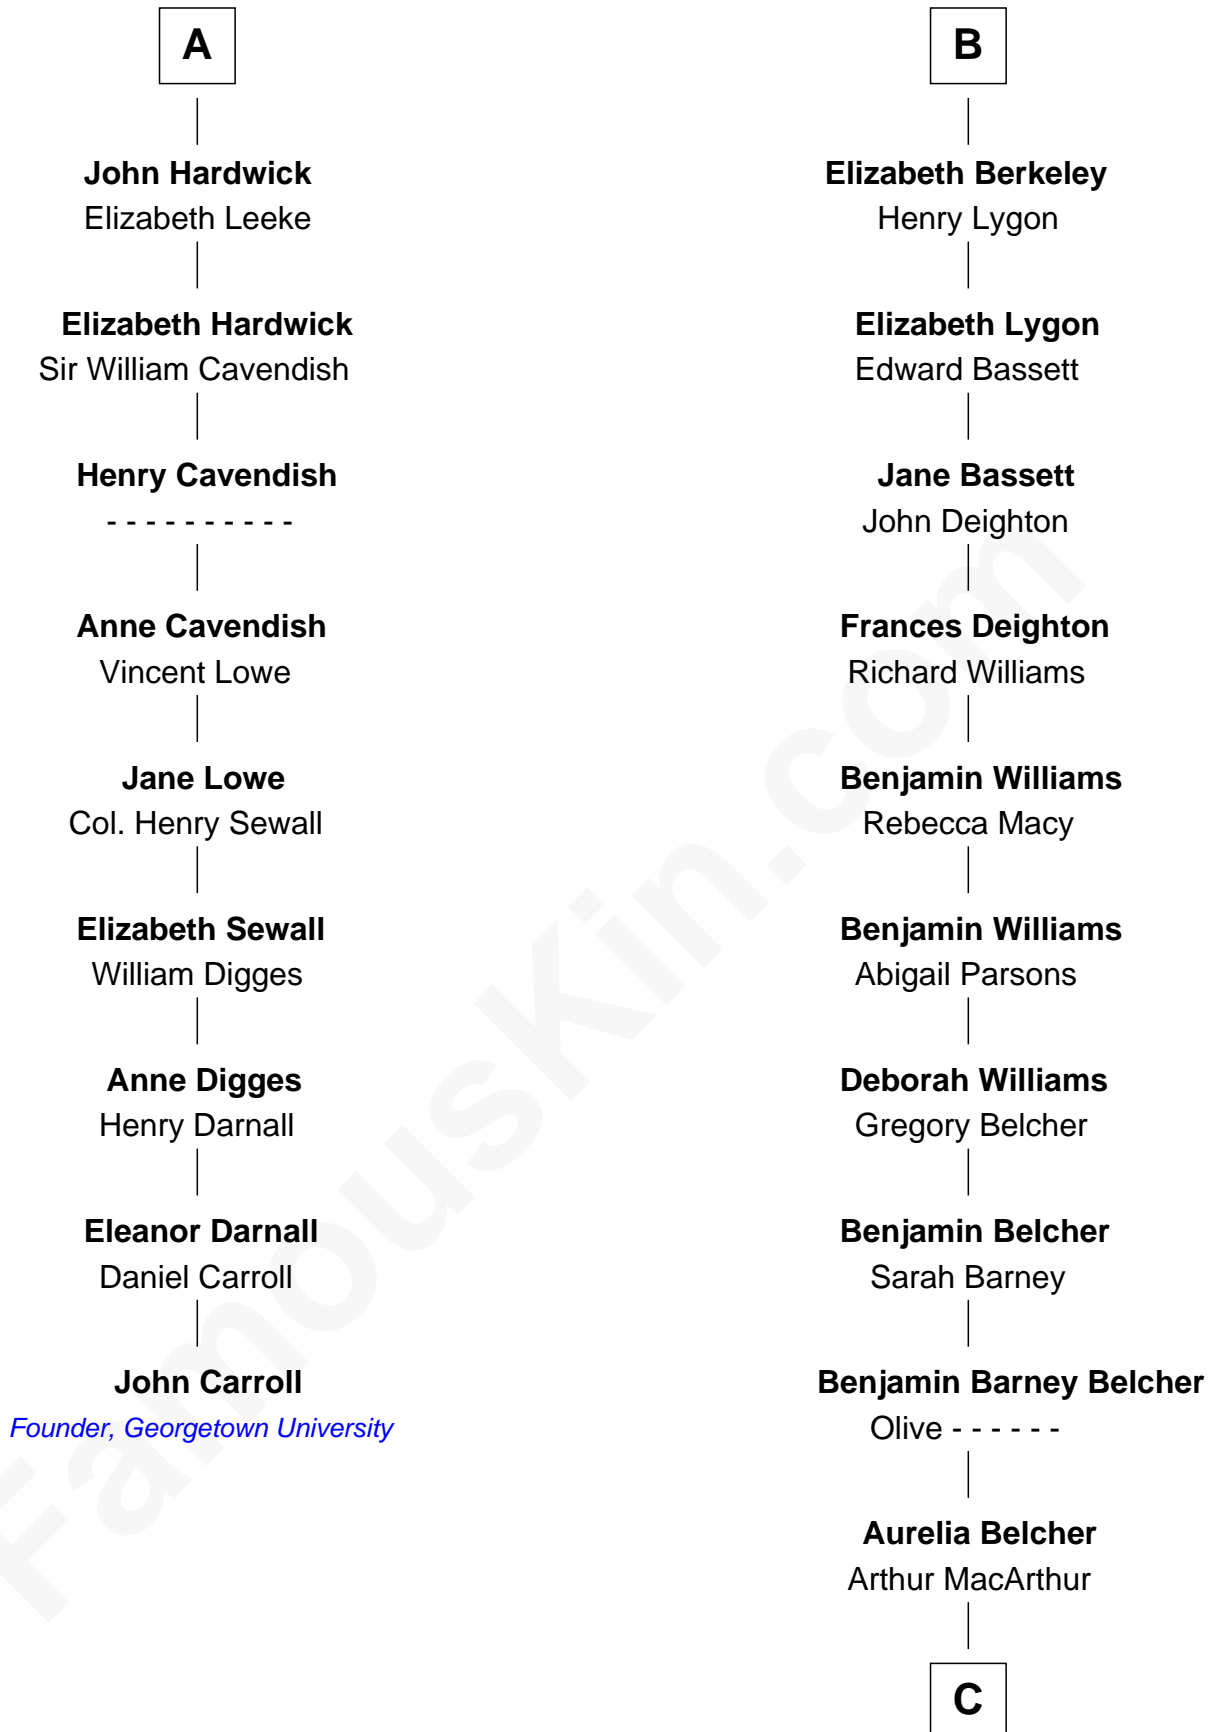 A
John Hardwick
Elizabeth Leeke
Elizabeth Hardwick
Sir William Cavendish
Henry Cavendish
- - - - - - - - - -
Anne Cavendish
Vincent Lowe
Jane Lowe
Col. Henry Sewall
Elizabeth Sewall
William Digges
Anne Digges
Henry Darnall
Eleanor Darnall
Daniel Carroll
John Carroll
Founder, Georgetown University
B
Elizabeth Berkeley
Henry Lygon
Elizabeth Lygon
Edward Bassett
Jane Bassett
John Deighton
Frances Deighton
Richard Williams
Benjamin Williams
Rebecca Macy
Benjamin Williams
Abigail Parsons
Deborah Williams
Gregory Belcher
Benjamin Belcher
Sarah Barney
Benjamin Barney Belcher
Olive - - - - - -
Aurelia Belcher
Arthur MacArthur
C
FamousKin.com